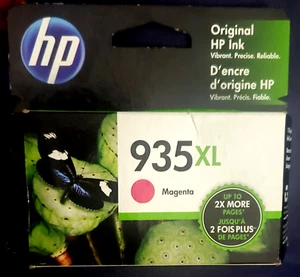 hp
Original
HP Ink
Vibrant. Precise. Reliable.
D'encre
d'origine HP
Vibrant. Précis. Fiable.
935XL
Magenta
UP TO
2X MORE
PAGES
JUSQU'À
2 FOIS PLUS
DE PAGES